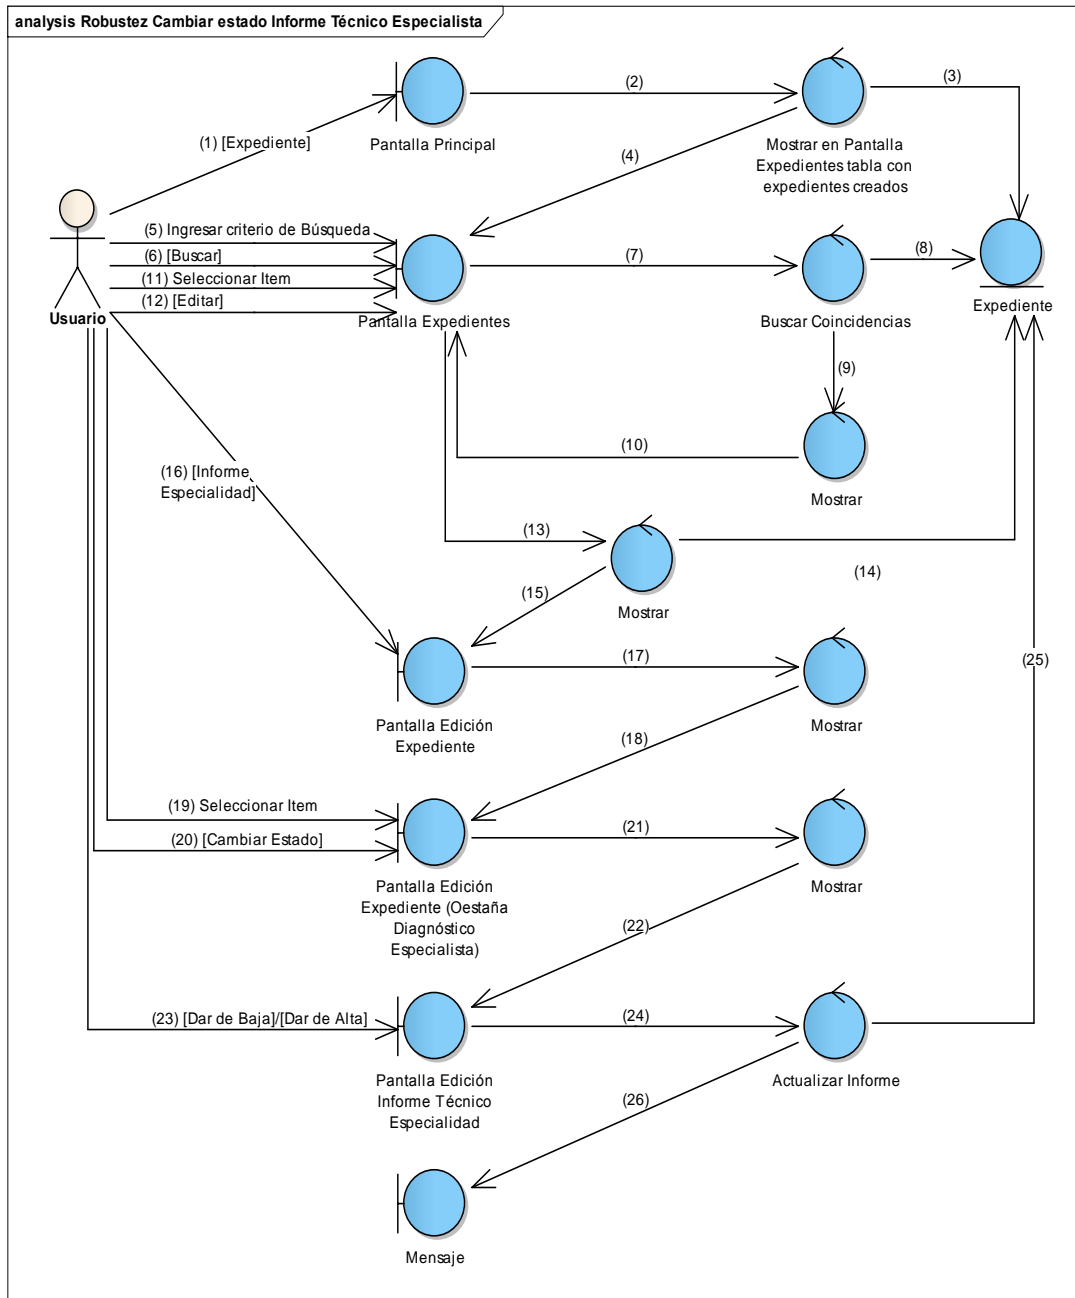 analysis Robustez Cambiar estado Informe Técnico Especialista
(1) [Expediente]
Pantalla Principal
(2)
Mostrar en Pantalla
Expedientes tabla con
expedientes creados
(3)
(4)
Usuario
(5) Ingresar criterio de Búsqueda
(6) [Buscar]
(11) Seleccionar Item
(12) [Editar]
Pantalla Expedientes
(7)
Buscar Coincidencias
(8)
Expediente
(9)
(10)
Mostrar
(16) [Informe
Especialidad]
(13)
Mostrar
(14)
(15)
Pantalla Edición
Expediente
(17)
Mostrar
(25)
(18)
(19) Seleccionar Item
(20) [Cambiar Estado]
Pantalla Edición
Expediente (Oestaña
Diagnóstico
Especialista)
(21)
Mostrar
(22)
(23) [Dar de Baja]/[Dar de Alta]
Pantalla Edición
Informe Técnico
Especialidad
(24)
Actualizar Informe
(26)
Mensaje